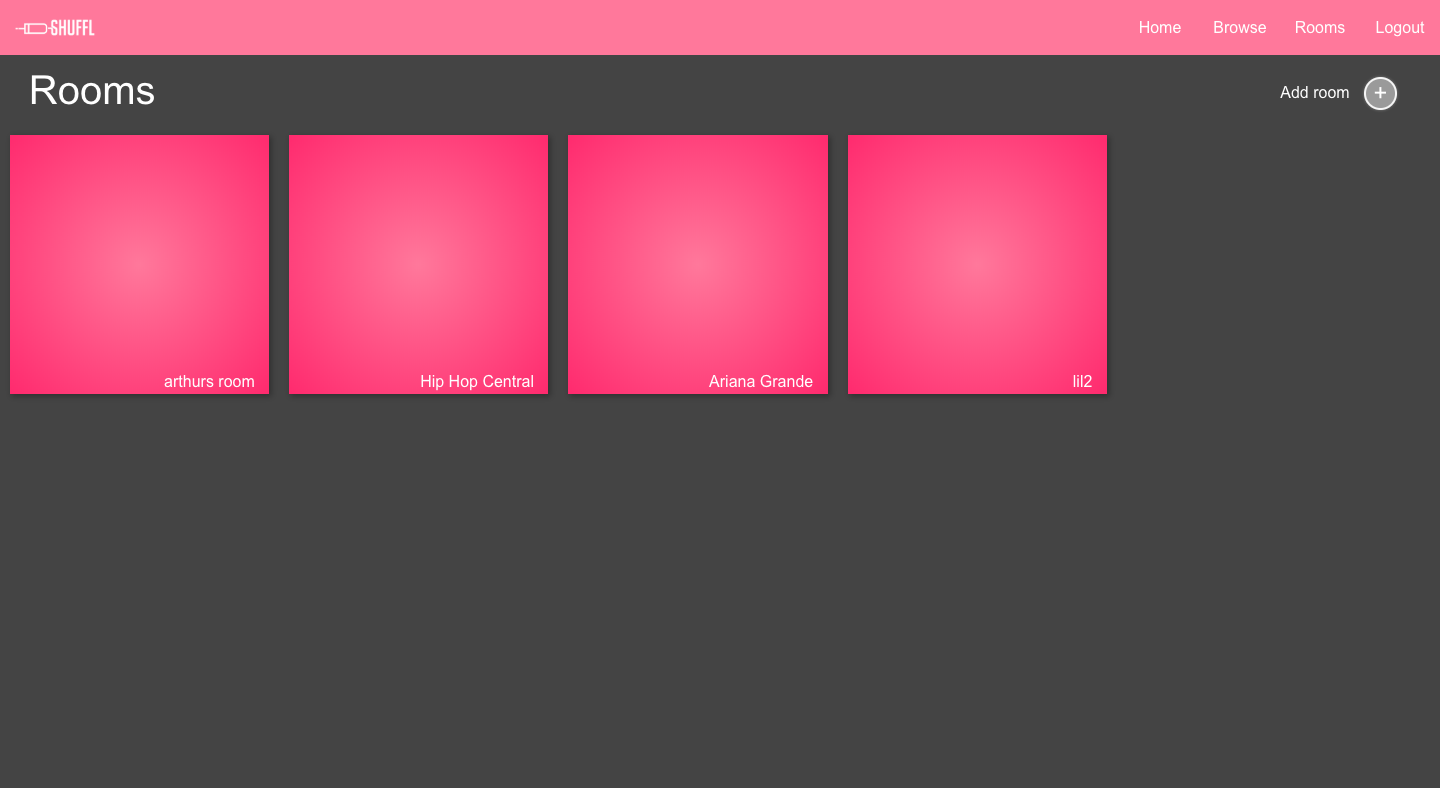 SHUFFL
Home Browse Rooms Logout
Rooms
Add room +
arthurs room
Hip Hop Central
Ariana Grande
lil2